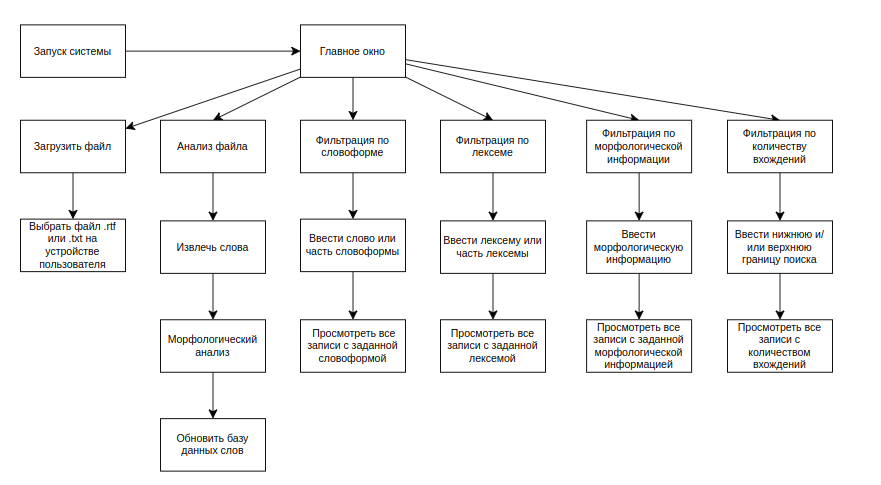 Запуск системы
Главное окно
Загрузить файл
Анализ файла
Фильтрация по
словоформе
Фильтрация по
лексеме
Фильтрация по
морфологической
информации
Фильтрация по
количеству
вхождений
Выбрать файл .rtf
или .txt на
устройстве
пользователя
Извлечь слова
Ввести слово или
часть словоформы
Ввести лексему или
часть лексемы
Ввести
морфологическую
информацию
Ввести нижнюю и/
или верхнюю
границу поиска
Морфологический
анализ
Просмотреть все
записи с заданной
словоформой
Просмотреть все
записи с заданной
лексемой
Просмотреть все
записи с заданной
морфологической
информацией
Просмотреть все
записи с
количеством
вхождений
Обновить базу
данных слов